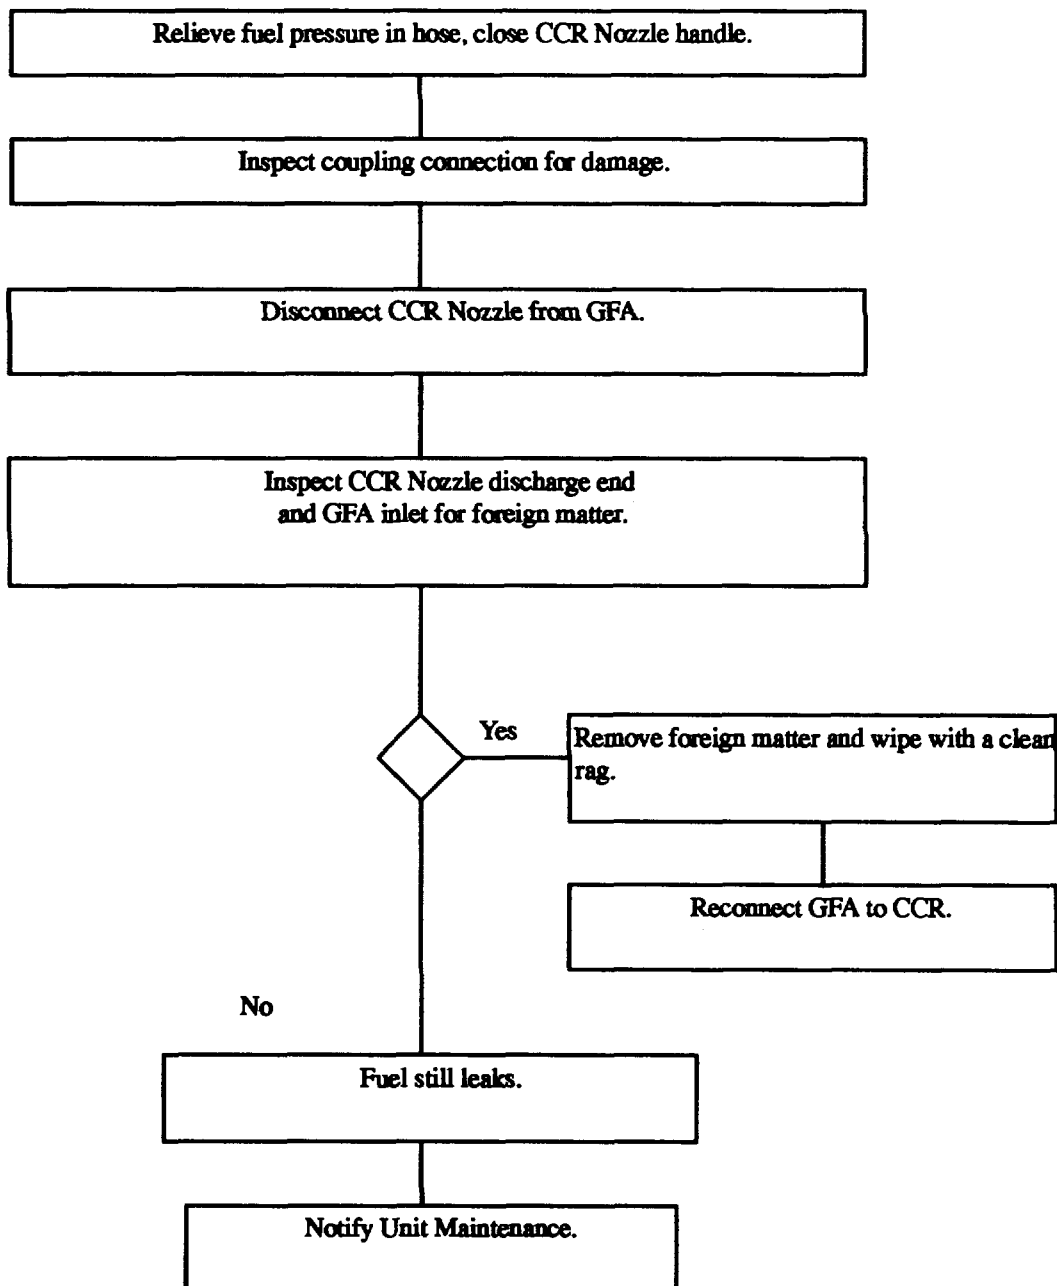 Relieve fuel pressure in hose, close CCR Nozzle handle.
Inspect coupling connection for damage.
Disconnect CCR Nozzle from GFA.
Inspect CCR Nozzle discharge end
and GFA inlet for foreign matter.
Yes
Remove foreign matter and wipe with a clean
rag.
Reconnect GFA to CCR.
No
Fuel still leaks.
Notify Unit Maintenance.